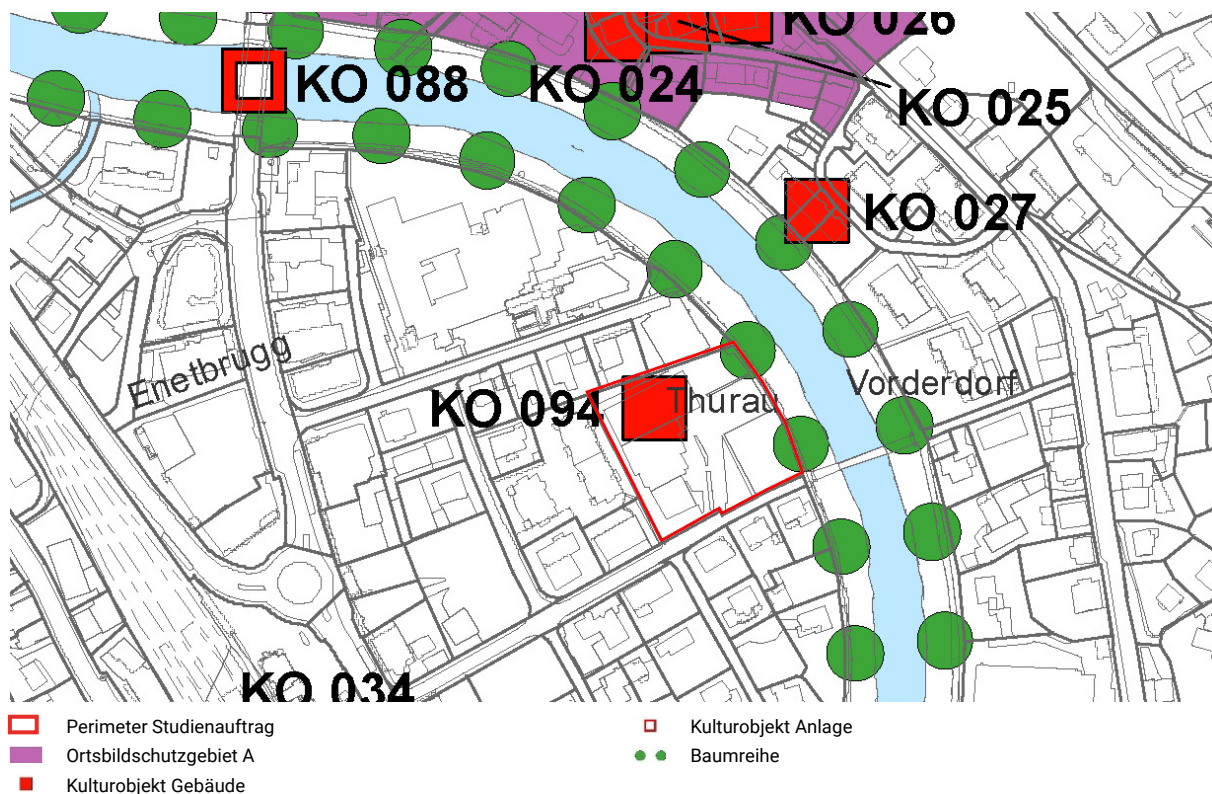 KO 026
KO 088
KO 024
KO 025
KO 027
Enetbrugg
KO 094
Thurau
Vorderdorf
KO 034
Perimeter Studienauftrag
Ortsbildschutzgebiet A
Kulturobjekt Gebäude
Kulturobjekt Anlage
Baumreihe